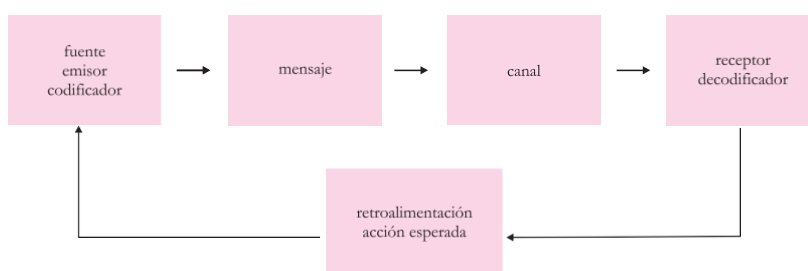 fuente
emisor
codificador
mensaje
canal
receptor
decodificador
retroalimentación
acción esperada